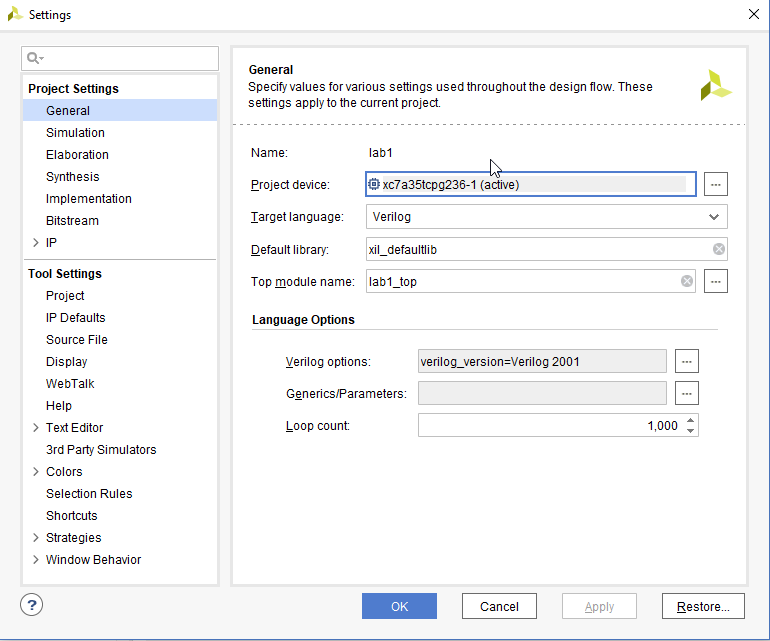 Settings
Project Settings
General
Simulation
Elaboration
Synthesis
Implementation
Bitstream
IP
Tool Settings
Project
IP Defaults
Source File
Display
WebTalk
Help
Text Editor
3rd Party Simulators
Colors
Selection Rules
Shortcuts
Strategies
Window Behavior
General
Specify values for various settings used throughout the design flow. These
settings apply to the current project.
Name: lab1
Project device: xc7a35tcpg236-1 (active) ...
Target language: Verilog
Default library: xil_defaultlib
Top module name: lab1_top ...
Language Options
Verilog options: verilog_version=Verilog 2001 ...
Generics/Parameters: ...
Loop count: 1,000
? OK Cancel Apply Restore...